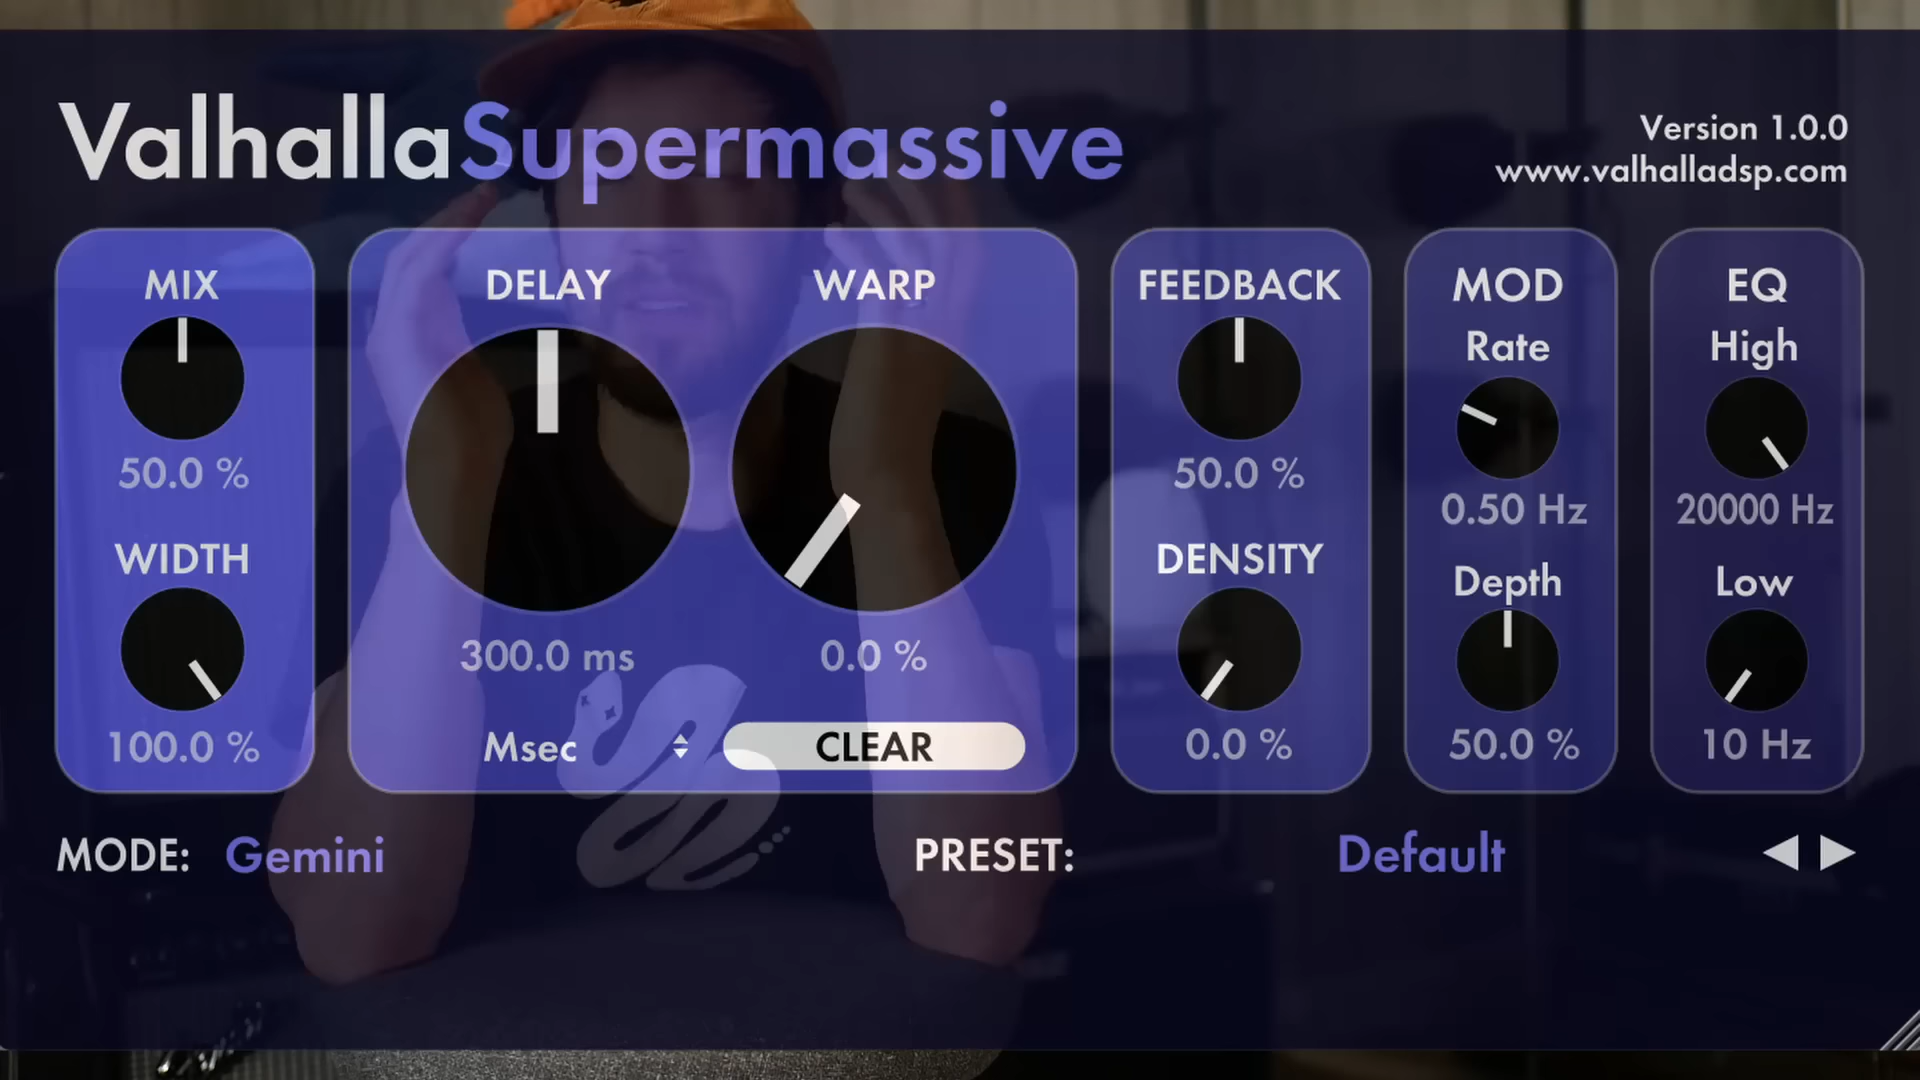 ValhallaSupermassive
Version 1.0.0
www.valhalladsp.com
MIX
50.0 %
WIDTH
100.0 %
DELAY
300.0 ms
Msec
WARP
0.0 %
CLEAR
FEEDBACK
50.0 %
DENSITY
0.0 %
MOD
Rate
0.50 Hz
Depth
50.0 %
EQ
High
20000 Hz
Low
10 Hz
MODE: Gemini
PRESET: Default